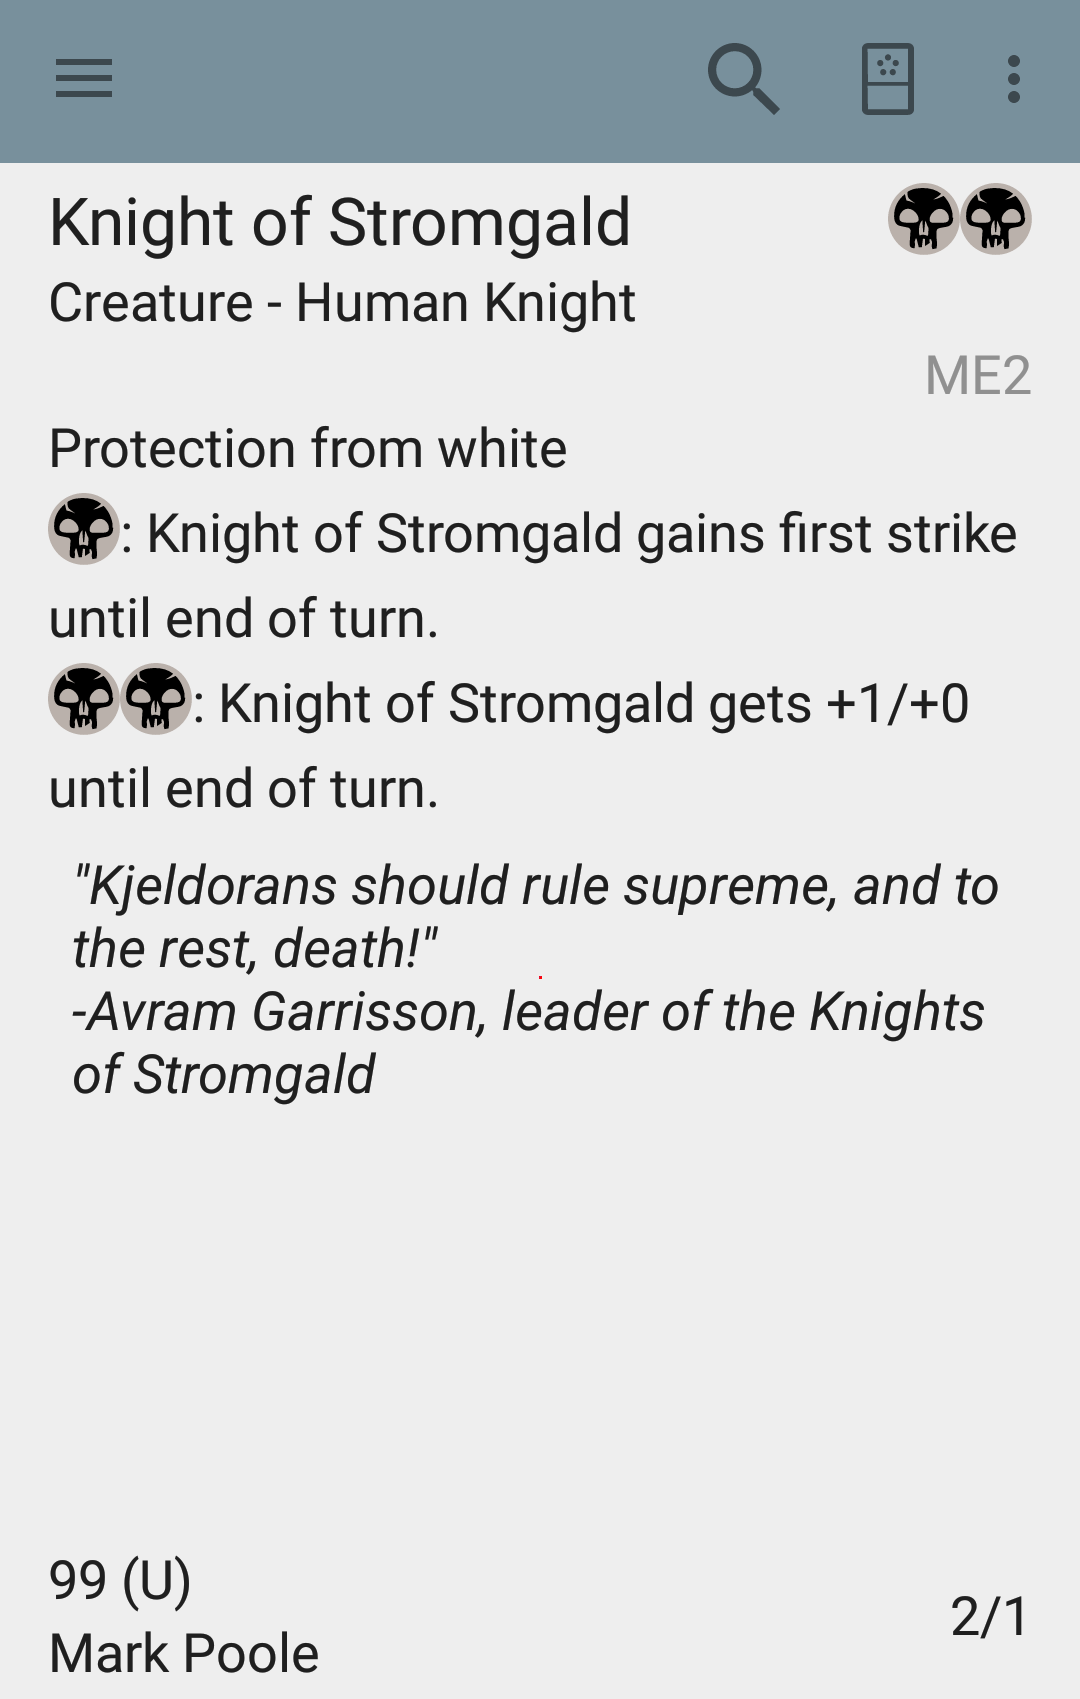 Knight of Stromgald
Creature - Human Knight
ME2
Protection from white
: Knight of Stromgald gains first strike
until end of turn.
: Knight of Stromgald gets +1/+0
until end of turn.
"Kjeldorans should rule supreme, and to
the rest, death!"
-Avram Garrisson, leader of the Knights
of Stromgald
99 (U)
2/1
Mark Poole